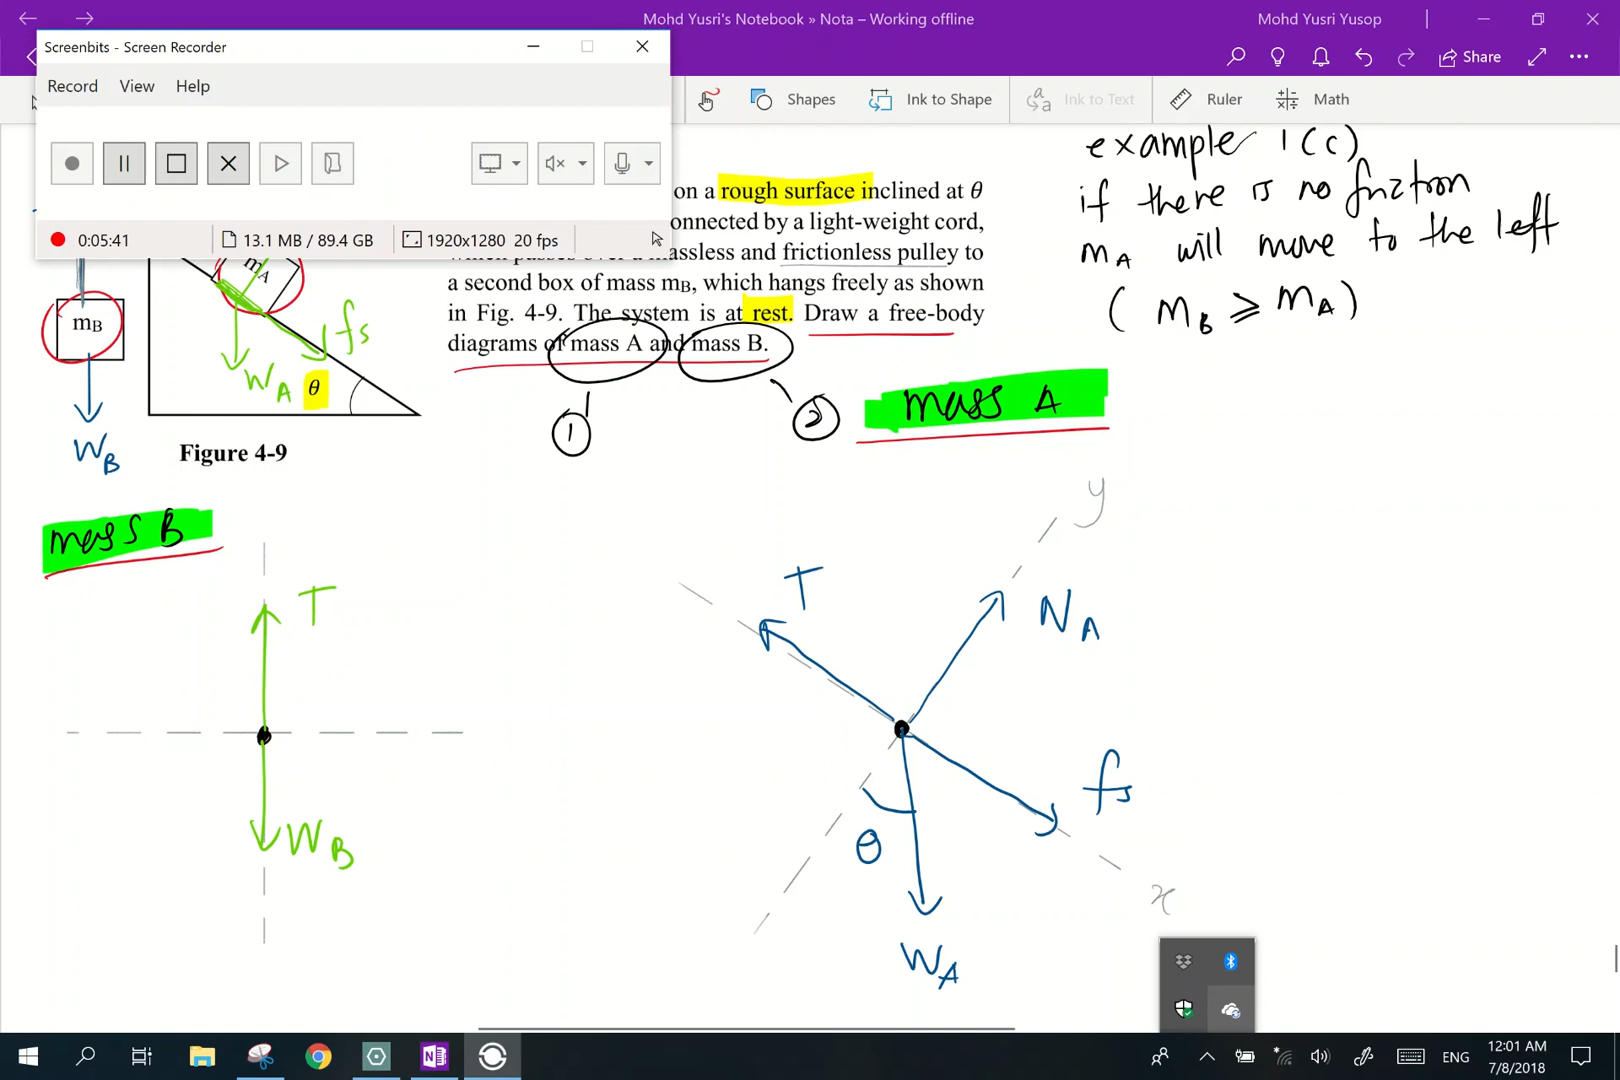 Mohd Yusri's Notebook » Nota – Working offline
Mohd Yusri Yusop
Screenbits - Screen Recorder
Record View Help
0:05:41
13.1 MB / 89.4 GB
1920x1280 20 fps
Share
Shapes
Ink to Shape
Ink to Text
Ruler
Math
on a rough surface inclined at θ
onnected by a light-weight cord,
massless and frictionless pulley to
a second box of mass mB, which hangs freely as shown
in Fig. 4-9. The system is at rest. Draw a free-body
diagrams of mass A and mass B.
1
2
example 1(c)
if there is no friction
mA will move to the left
( mB ⩾ mA )
mA
mB
fs
WA
θ
WB
Figure 4-9
mass A
mass B
T
WB
y
T
NA
fs
θ
x
WA
ENG
12:01 AM
7/8/2018